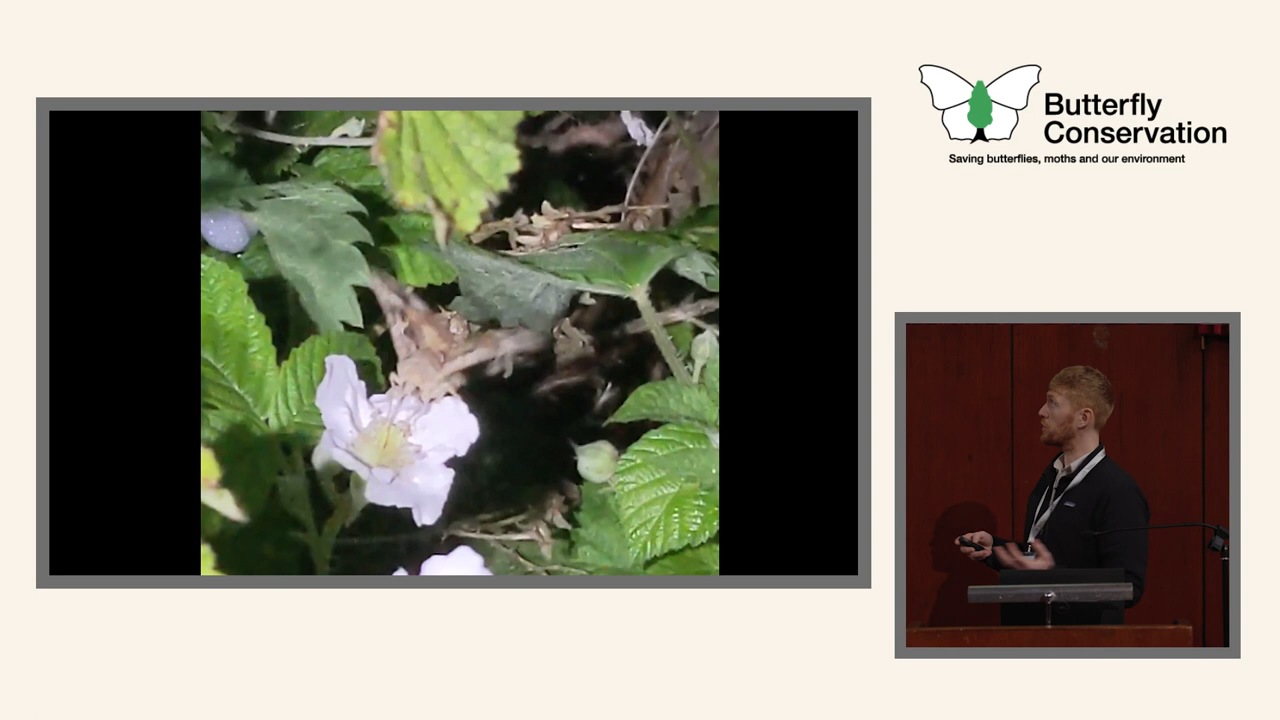 Butterfly
Conservation
Saving butterflies, moths and our environment